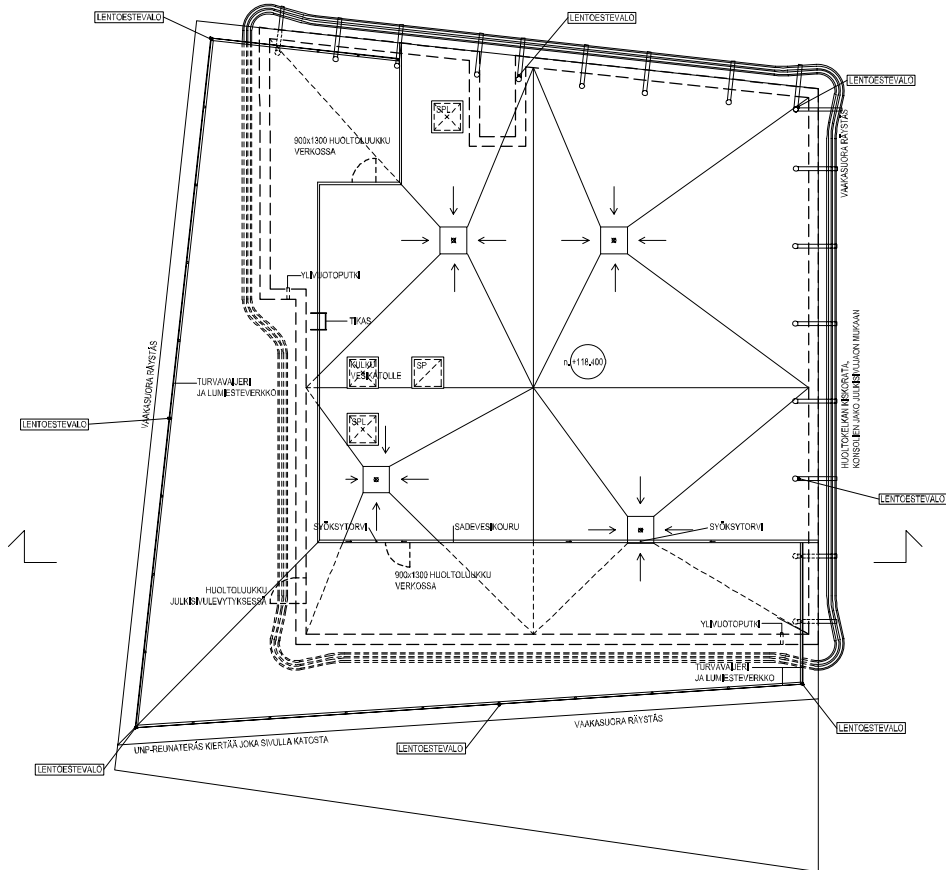 LENTOESTEVALO
LENTOESTEVALO
LENTOESTEVALO
SPL
900x1300 HUOLTOLUUKKU
VERKOSSA
VAAKASUORA RÄYSTÄS
YLIVUOTOPUTKI
TIKAS
n. +118.400
KULKU
VESIKATOLLE
SP
TURVAVAIJERI
JA LUMIESTEVERKKO
VAAKASUORA RÄYSTÄS
HUOLTOKELKAN KISKORATA,
KONSOLIEN JAKO JULKISIVUJAON MUKAAN
LENTOESTEVALO
SPL
LENTOESTEVALO
SYÖKSYTORVI
SADEVESIKOURU
SYÖKSYTORVI
900x1300 HUOLTOLUUKKU
VERKOSSA
HUOLTOLUUKKU
JULKISIVULEVYTYKSESSÄ
YLIVUOTOPUTKI
TURVAVAIJERI
JA LUMIESTEVERKKO
VAAKASUORA RÄYSTÄS
LENTOESTEVALO
UNP-REUNATERÄS KIERTÄÄ JOKA SIVULLA KATOSTA
LENTOESTEVALO
LENTOESTEVALO